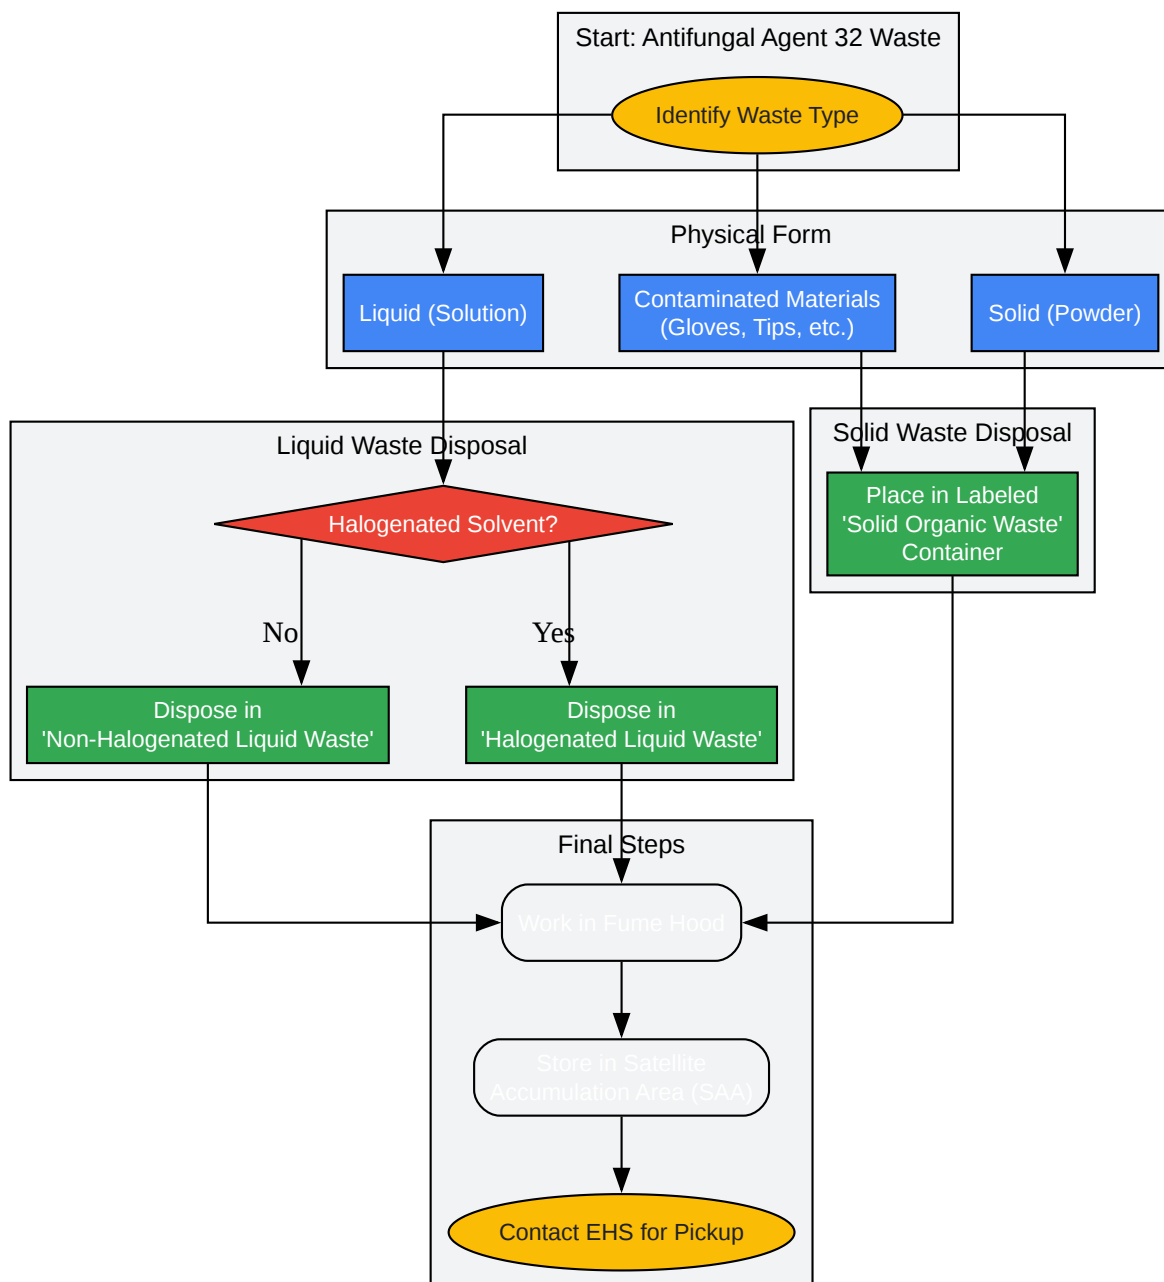 Start: Antifungal Agent 32 Waste
Identify Waste Type
Physical Form
Liquid (Solution)
Contaminated Materials
(Gloves, Tips, etc.)
Solid (Powder)
Liquid Waste Disposal
Solid Waste Disposal
Halogenated Solvent?
Place in Labeled
'Solid Organic Waste'
Container
No
Yes
Dispose in
'Non-Halogenated Liquid Waste'
Dispose in
'Halogenated Liquid Waste'
Final Steps
Work in Fume Hood
Store in Satellite
Accumulation Area (SAA)
Contact EHS for Pickup